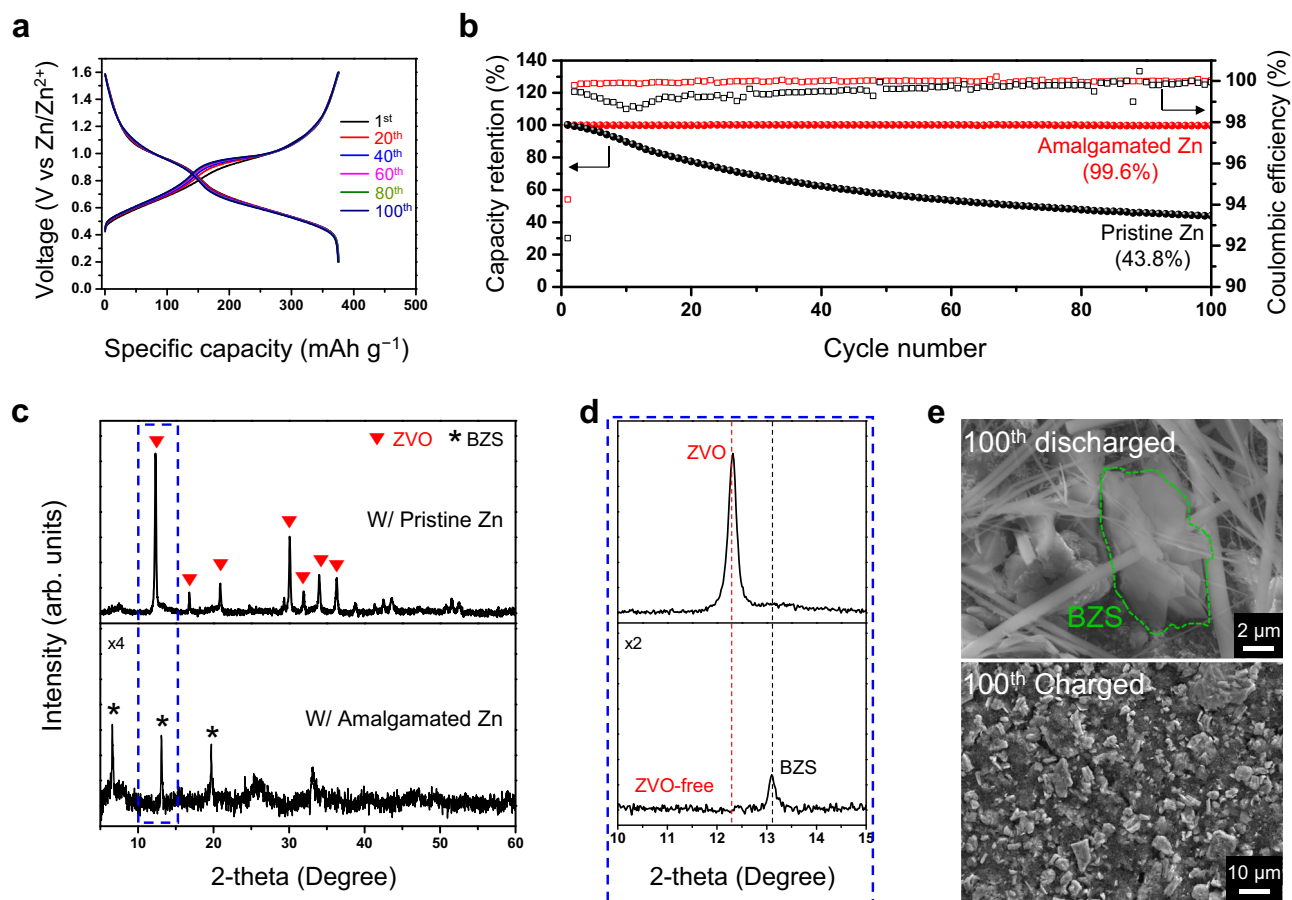 a
Voltage (V vs Zn/Zn²⁺)
1.6
1.4
1.2
1.0
0.8
0.6
0.4
0.2
0.0
1st
20th
40th
60th
80th
100th
0 100 200 300 400 500
Specific capacity (mAh g⁻¹)
b
Capacity retention (%)
140
120
100
80
60
40
20
0
Amalgamated Zn
(99.6%)
Pristine Zn
(43.8%)
100
98
96
94
92
90
Coulombic efficiency (%)
0 20 40 60 80 100
Cycle number
c
Intensity (arb. units)
▼ ZVO * BZS
W/ Pristine Zn
x4
* * *
W/ Amalgamated Zn
10 20 30 40 50 60
2-theta (Degree)
d
ZVO
x2
BZS
ZVO-free
10 11 12 13 14 15
2-theta (Degree)
e
100th discharged
BZS
2 μm
100th Charged
10 μm